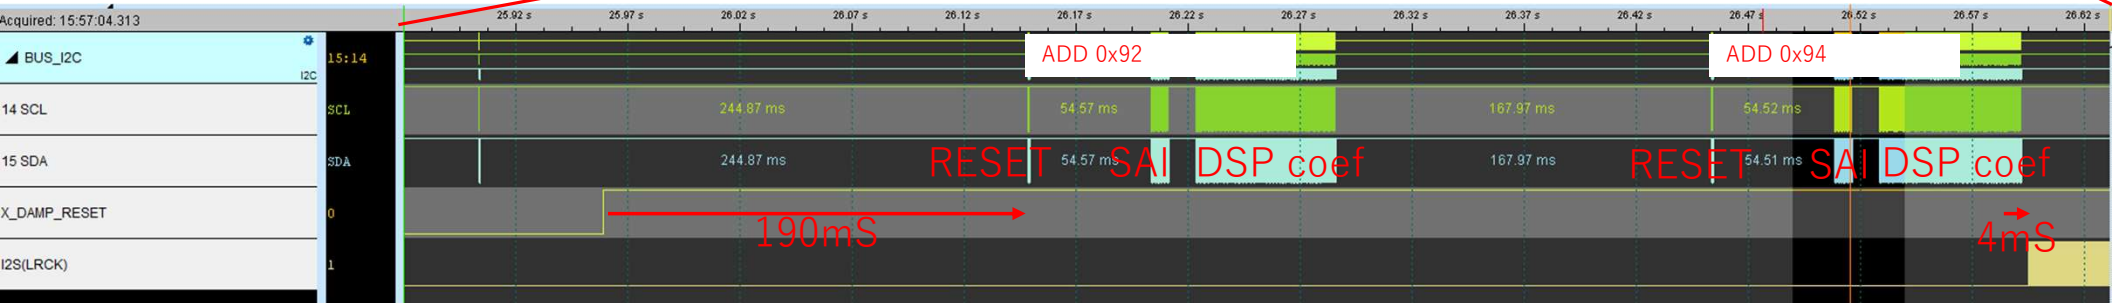 Acquired: 15:57:04.313
25.92 s 25.97 s 26.02 s 26.07 s 26.12 s 26.17 s 26.22 s 26.27 s 26.32 s 26.37 s 26.42 s 26.47 s 26.52 s 26.57 s 26.62 s
BUS_I2C
I2C
15:14
ADD 0x92
ADD 0x94
14 SCL
SCL
244.87 ms 54.57 ms 167.97 ms 54.52 ms
15 SDA
SDA
244.87 ms 54.57 ms 167.97 ms 54.51 ms
RESET SAI DSP coef RESET SAI DSP coef
X_DAMP_RESET
0
190mS
4mS
I2S(LRCK)
1